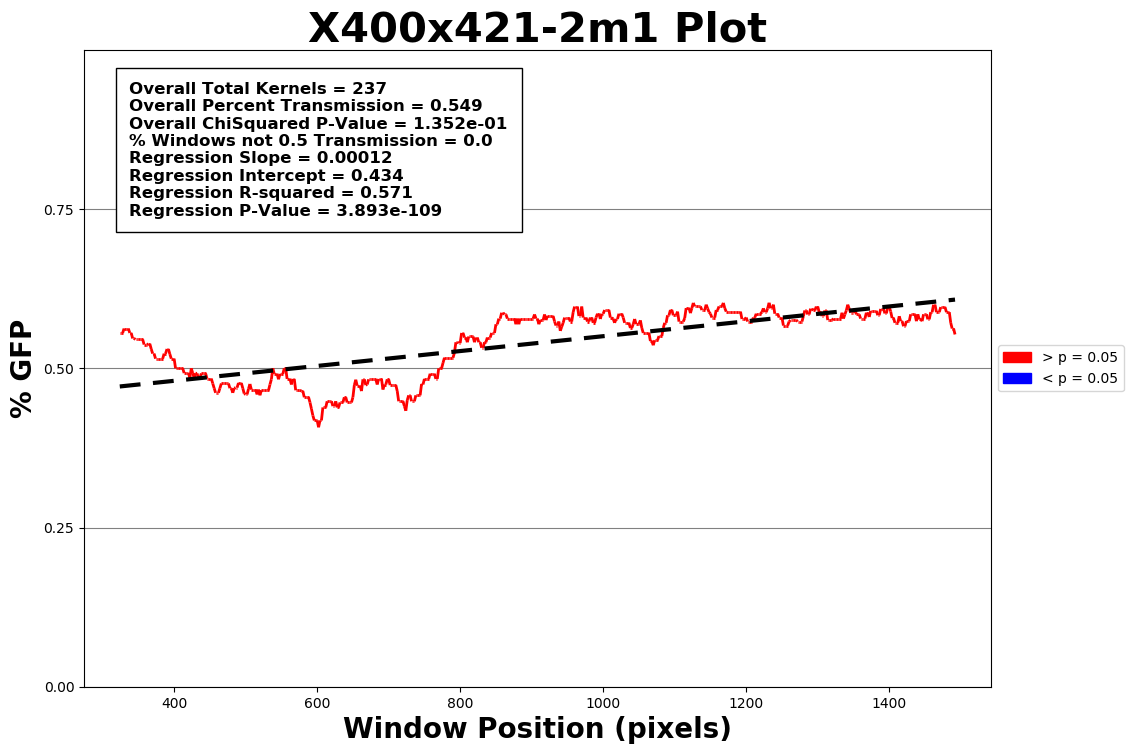 X400x421-2m1 Plot
Overall Total Kernels = 237
Overall Percent Transmission = 0.549
Overall ChiSquared P-Value = 1.352e-01
% Windows not 0.5 Transmission = 0.0
Regression Slope = 0.00012
Regression Intercept = 0.434
Regression R-squared = 0.571
Regression P-Value = 3.893e-109
0.75
0.50
0.25
0.00
% GFP
> p = 0.05
< p = 0.05
400 600 800 1000 1200 1400
Window Position (pixels)